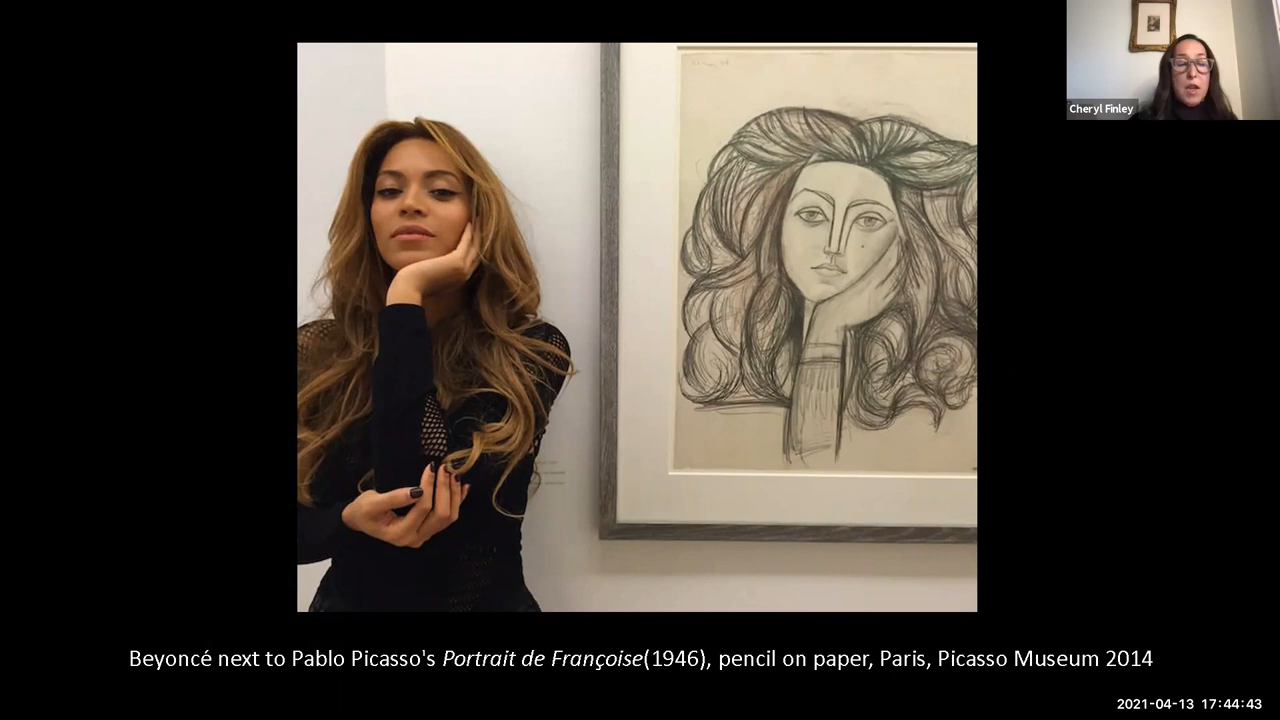 Cheryl Finley
Beyoncé next to Pablo Picasso's Portrait de Françoise(1946), pencil on paper, Paris, Picasso Museum 2014
2021-04-13 17:44:43